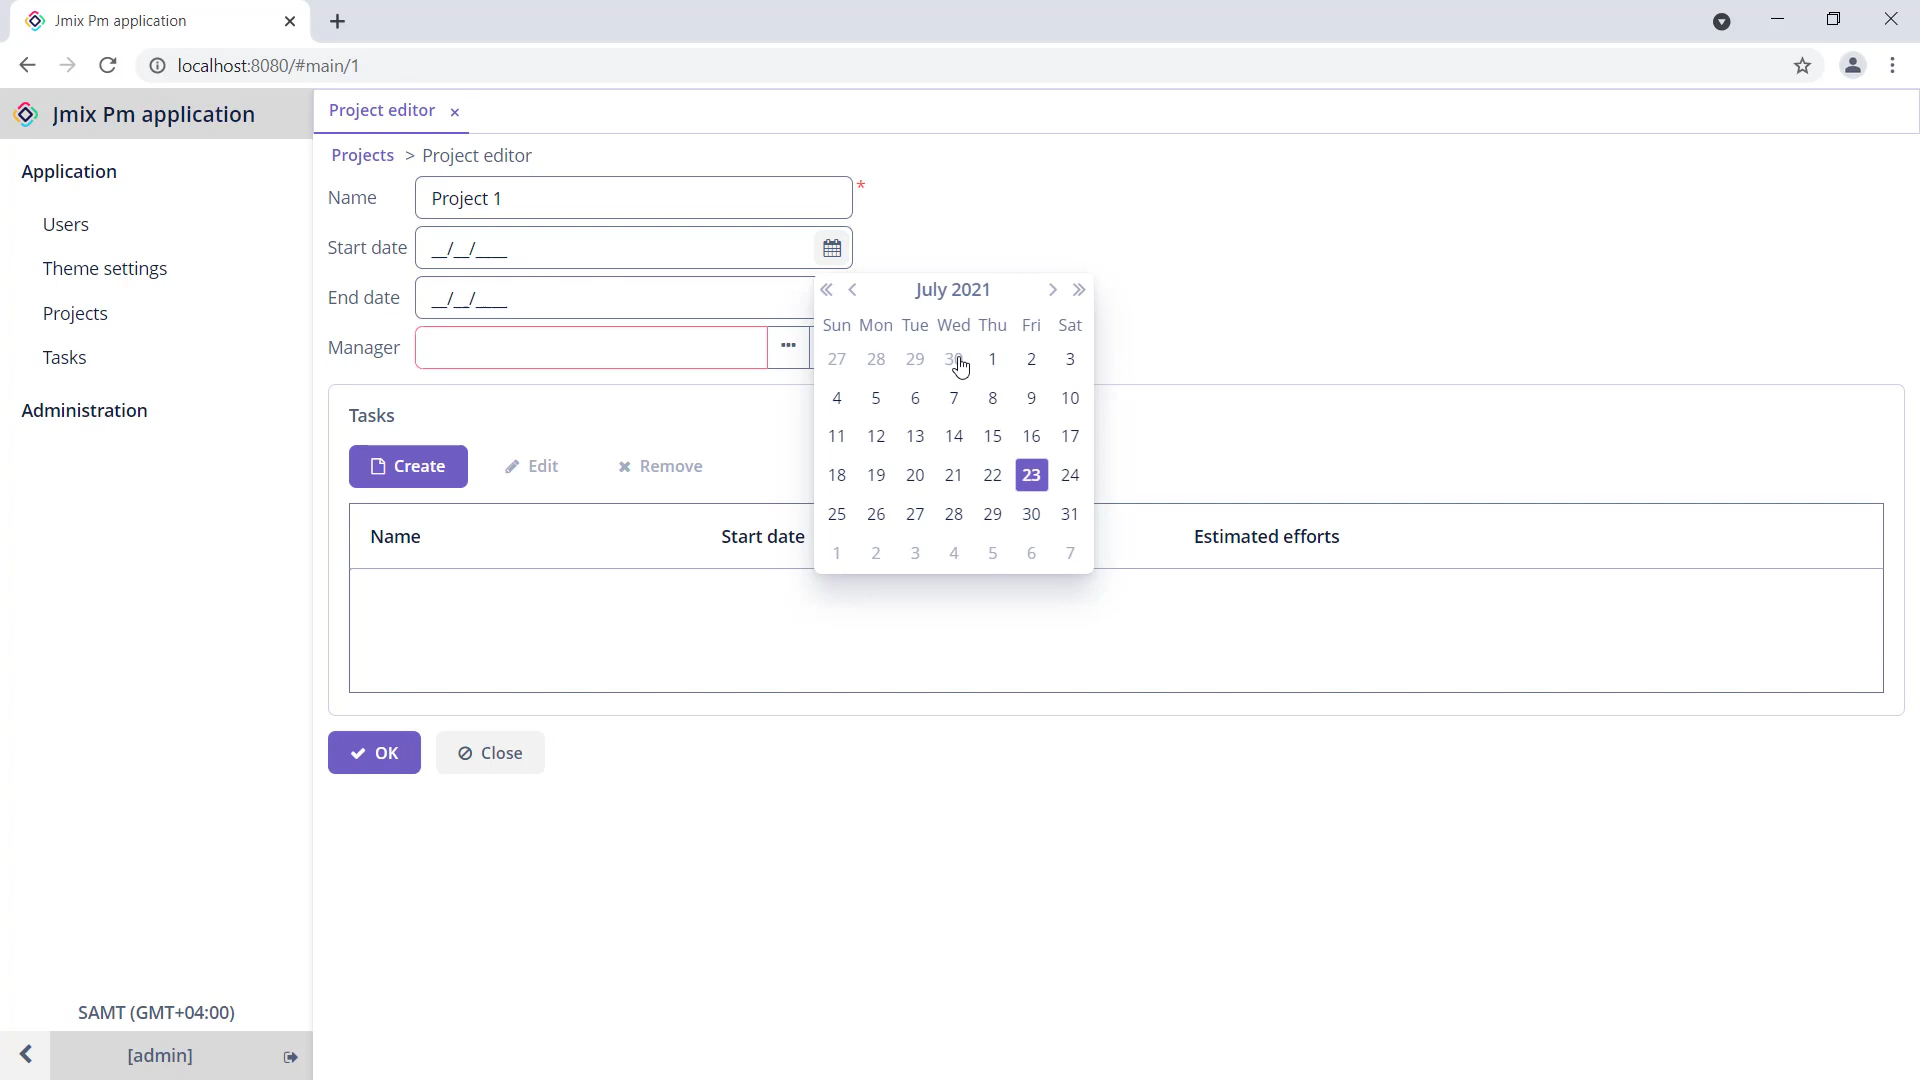 Jmix Pm application
localhost:8080/#main/1
Jmix Pm application
Project editor
Application
Users
Theme settings
Projects
Tasks
Administration
Projects > Project editor
Name Project 1 *
Start date __/__/____
End date __/__/____
Manager
July 2021
Sun Mon Tue Wed Thu Fri Sat
27 28 29 30 1 2 3
4 5 6 7 8 9 10
11 12 13 14 15 16 17
18 19 20 21 22 23 24
25 26 27 28 29 30 31
1 2 3 4 5 6 7
Tasks
Create Edit Remove
Name Start date Estimated efforts
OK Close
SAMT (GMT+04:00)
[admin]